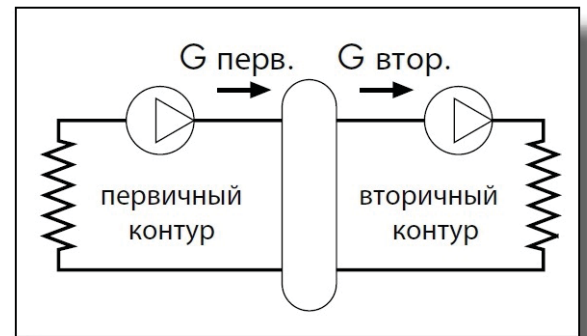 G перв.
G втор.
первичный
контур
вторичный
контур